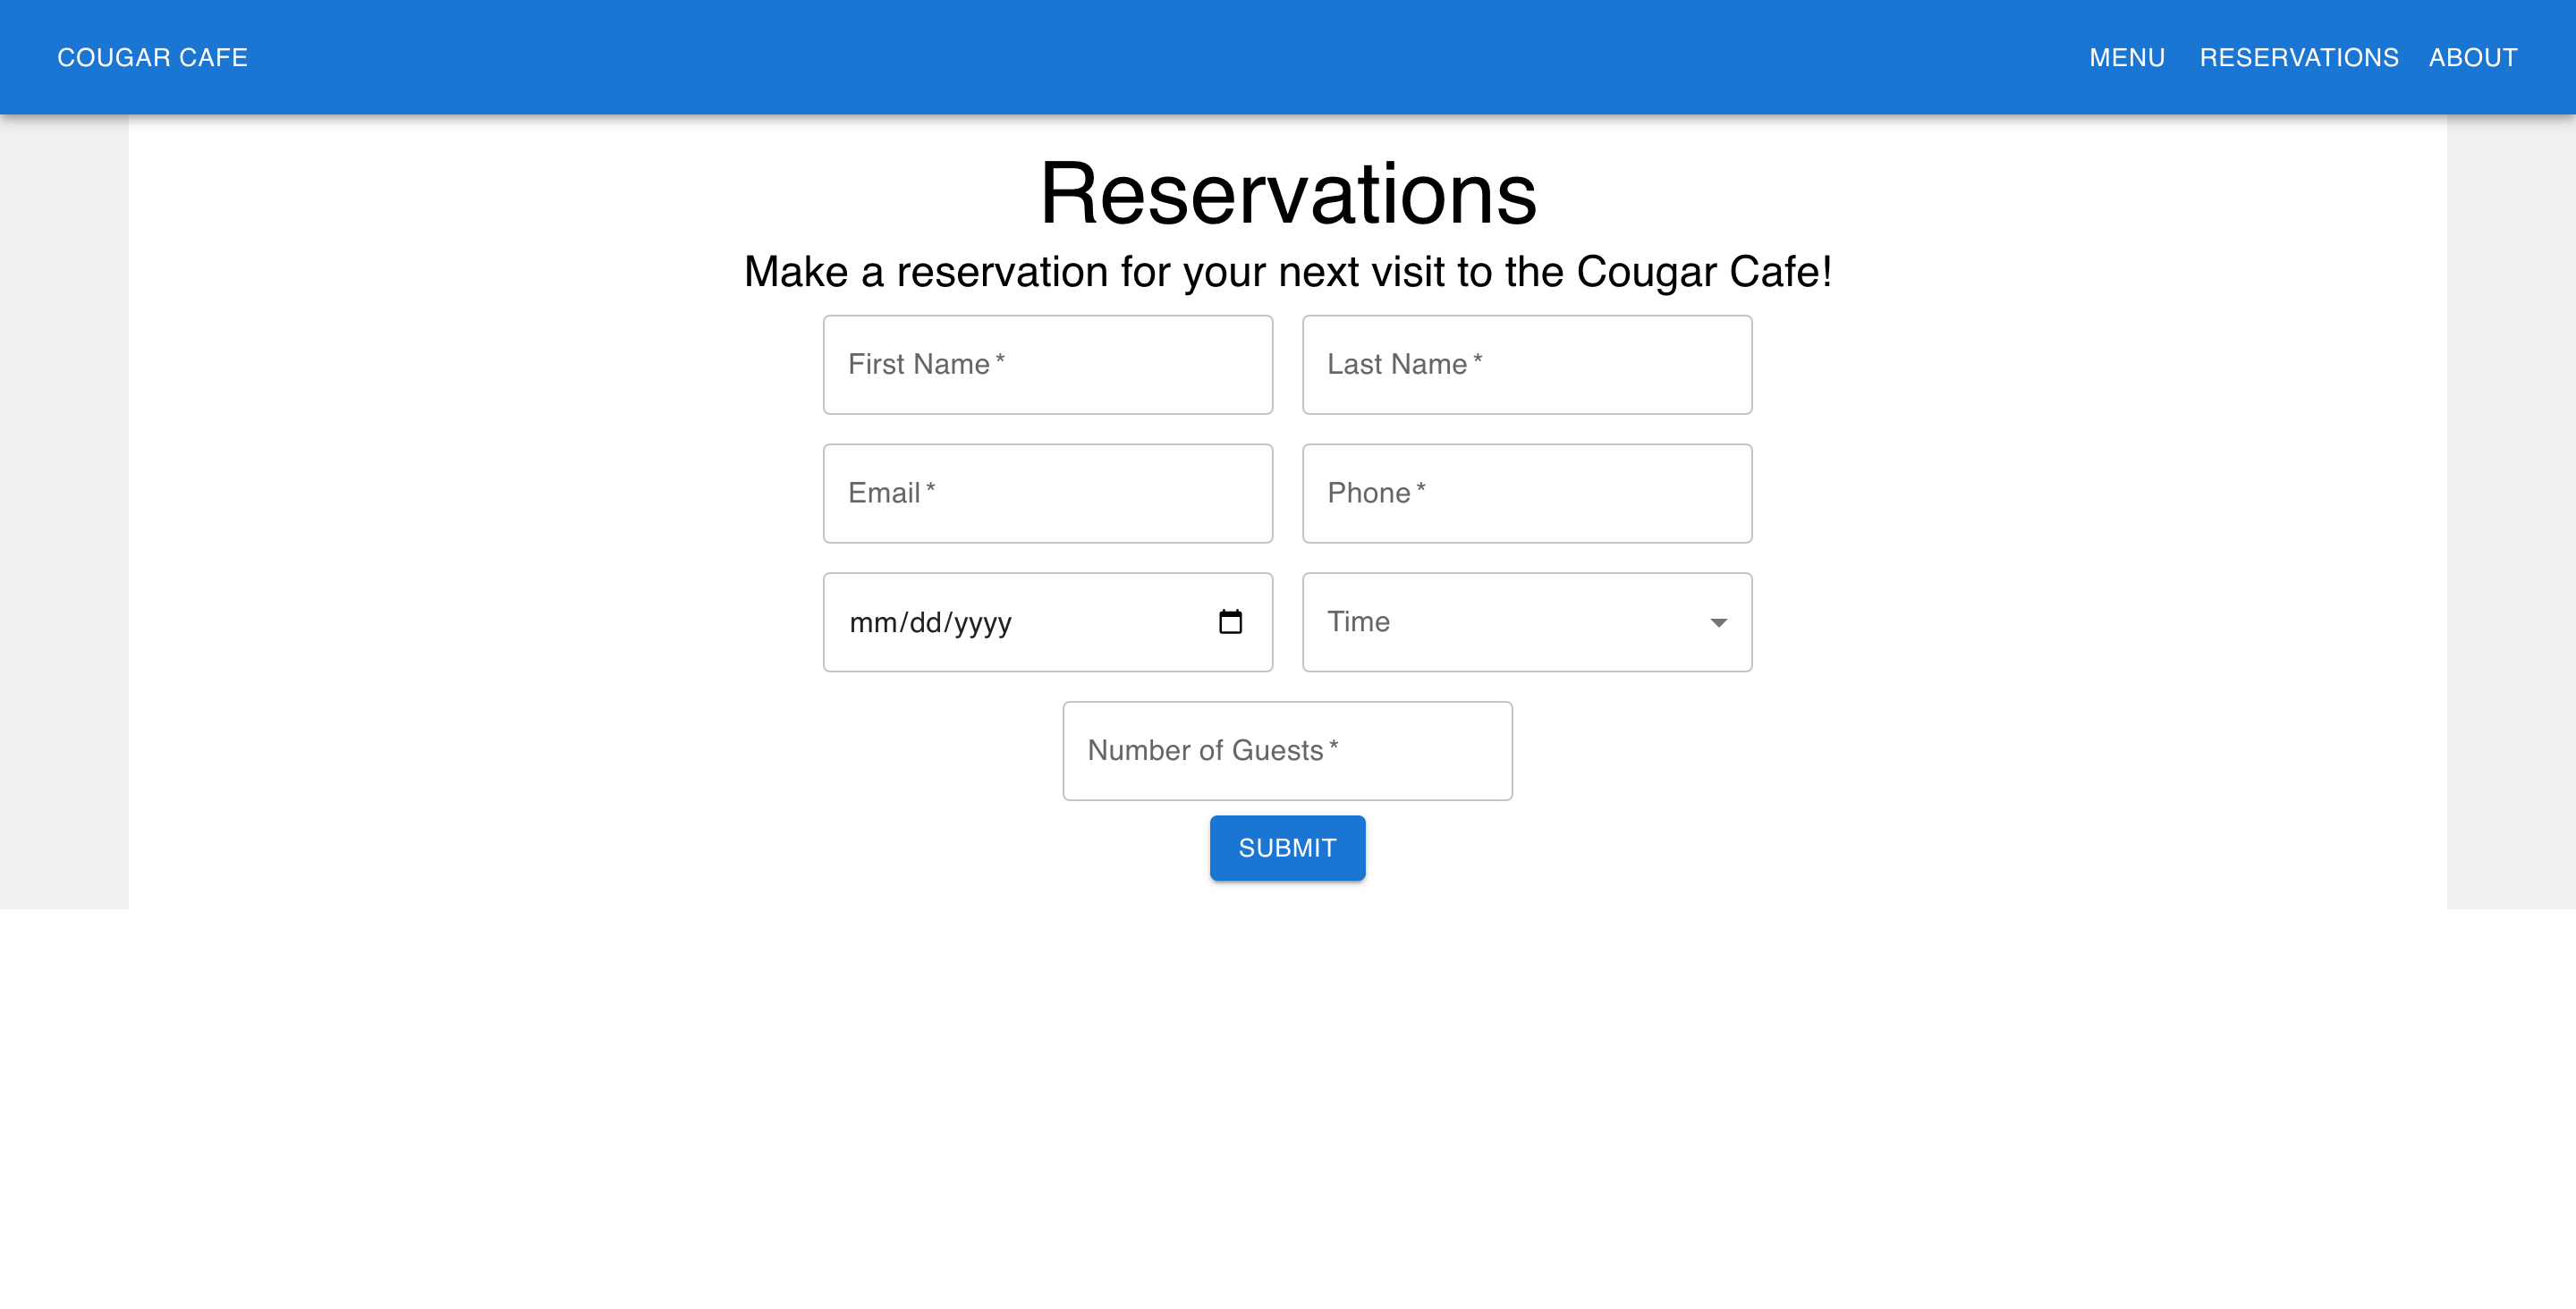 COUGAR CAFE MENU RESERVATIONS ABOUT
Reservations
Make a reservation for your next visit to the Cougar Cafe!
First Name * Last Name *
Email * Phone *
mm/dd/yyyy Time
Number of Guests *
SUBMIT